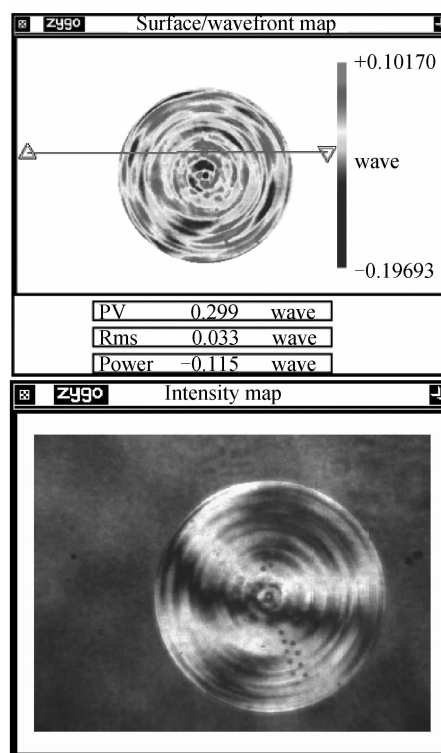 zygo Surface/wavefront map
+0.10170
wave
−0.19693
PV 0.299 wave
Rms 0.033 wave
Power −0.115 wave
zygo Intensity map